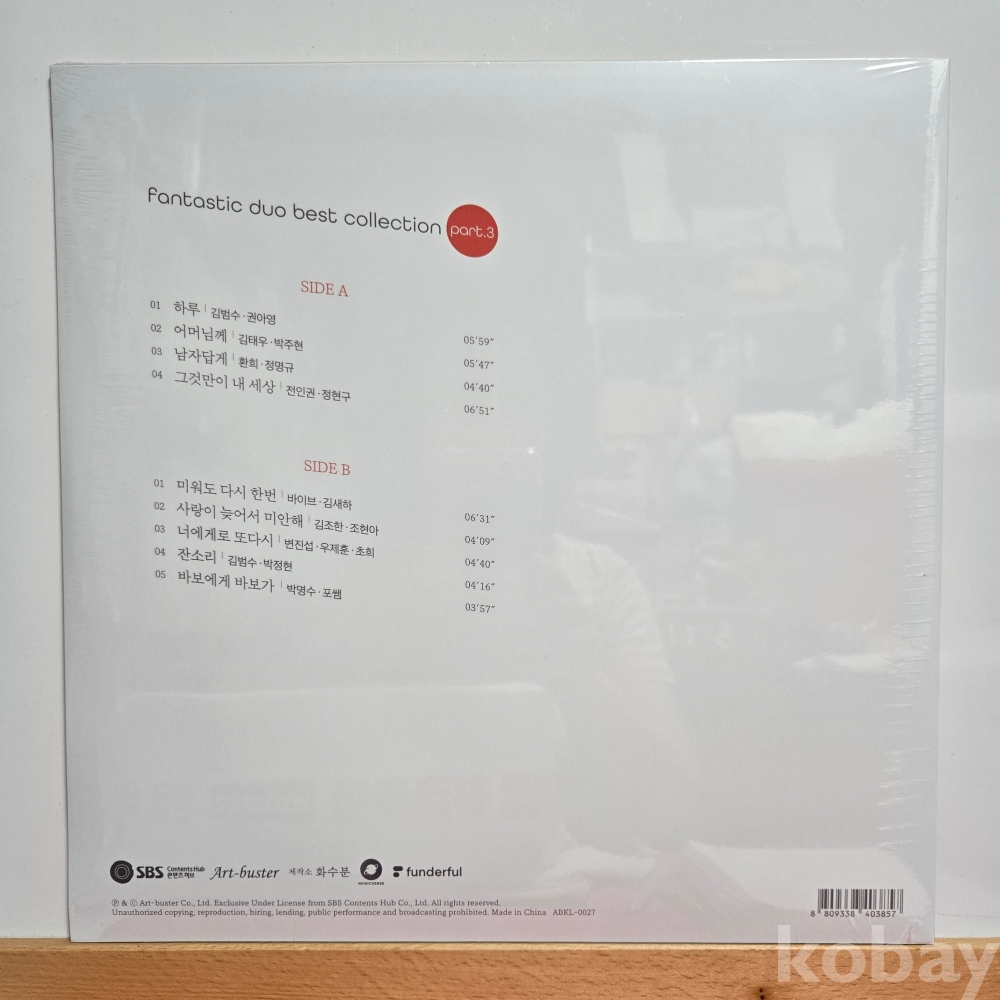 fantastic duo best collection part.3
SIDE A
01 하루 | 김범수·권아영 05'59"
02 어머님께 | 김태우·박주현 05'47"
03 남자답게 | 환희·정명규 04'40"
04 그것만이 내 세상 | 전인권·정현구 06'51"
SIDE B
01 미워도 다시 한번 | 바이브·김새하 06'31"
02 사랑이 늦어서 미안해 | 김조한·조현아 04'09"
03 너에게로 또다시 | 변진섭·우제훈·초희 04'40"
04 잔소리 | 김범수·박정현 04'16"
05 바보에게 바보가 | 박명수·포쌤 03'57"
SBS Contents Hub 콘텐츠허브 Art-buster 제작소 화수분 MUSICVERSE funderful
℗ & © Art-buster Co., Ltd. Exclusive Under License from SBS Contents Hub Co., Ltd. All rights reserved.
Unauthorized copying, reproduction, hiring, lending, public performance and broadcasting prohibited. Made in China ABKL-0027
8 809338 403857
kobay